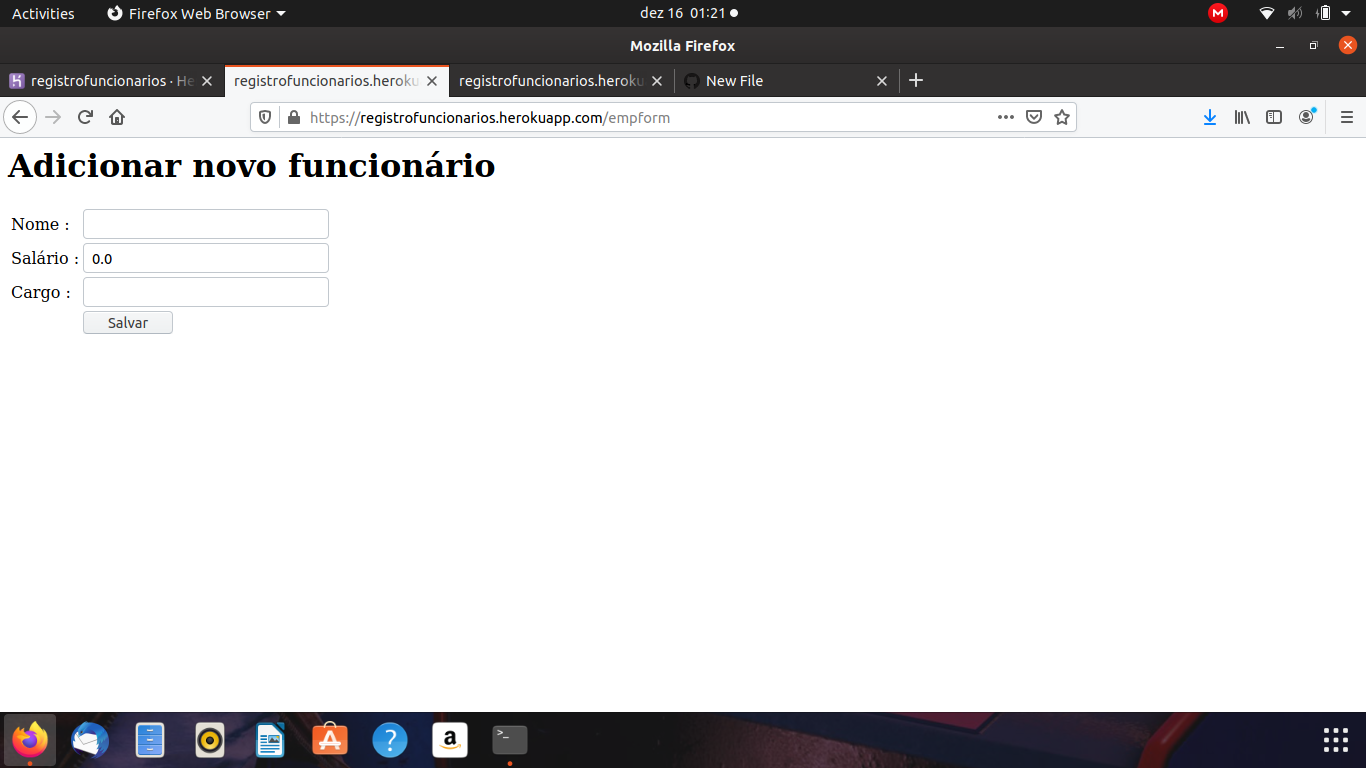 Activities
Firefox Web Browser
dez 16 01:21
Mozilla Firefox
registrofuncionarios · He
registrofuncionarios.heroku
registrofuncionarios.heroku
New File
https://registrofuncionarios.herokuapp.com/empform
Adicionar novo funcionário
Nome :
Salário : 0.0
Cargo :
Salvar